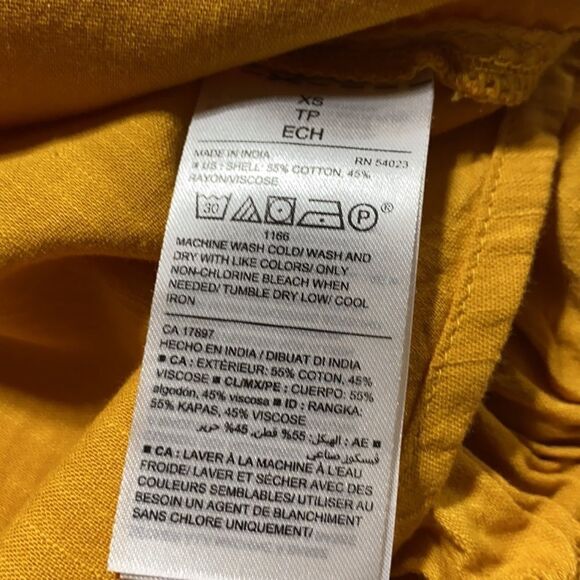 XS
TP
ECH
MADE IN INDIA RN 54023
■ US : SHELL: 55% COTTON, 45%
RAYON/VISCOSE
30 P ®
1166
MACHINE WASH COLD/ WASH AND
DRY WITH LIKE COLORS/ ONLY
NON-CHLORINE BLEACH WHEN
NEEDED/ TUMBLE DRY LOW/ COOL
IRON
CA 17897
HECHO EN INDIA / DIBUAT DI INDIA
■ CA : EXTÉRIEUR: 55% COTON, 45%
VISCOSE ■ CL/MX/PE : CUERPO: 55%
algodón, 45% viscosa ■ ID : RANGKA:
55% KAPAS, 45% VISCOSE
■ AE : الهيكل: 55% قطن, 45% حرير
فيسكوز صناعي
■ CA : LAVER À LA MACHINE À L'EAU
FROIDE/ LAVER ET SÉCHER AVEC DES
COULEURS SEMBLABLES/ UTILISER AU
BESOIN UN AGENT DE BLANCHIMENT
SANS CHLORE UNIQUEMENT/